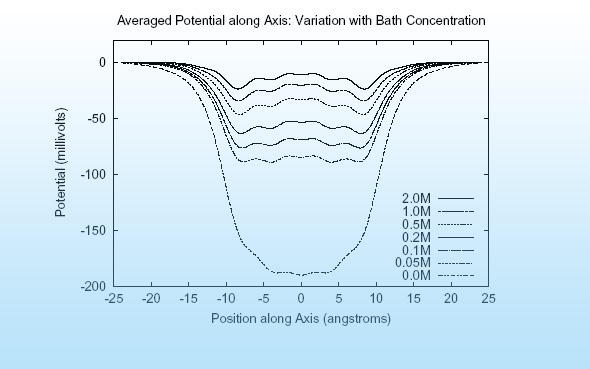 Averaged Potential along Axis: Variation with Bath Concentration
0
-50
-100
-150
-200
Potential (millivolts)
2.0M
1.0M
0.5M
0.2M
0.1M
0.05M
0.0M
-25 -20 -15 -10 -5 0 5 10 15 20 25
Position along Axis (angstroms)